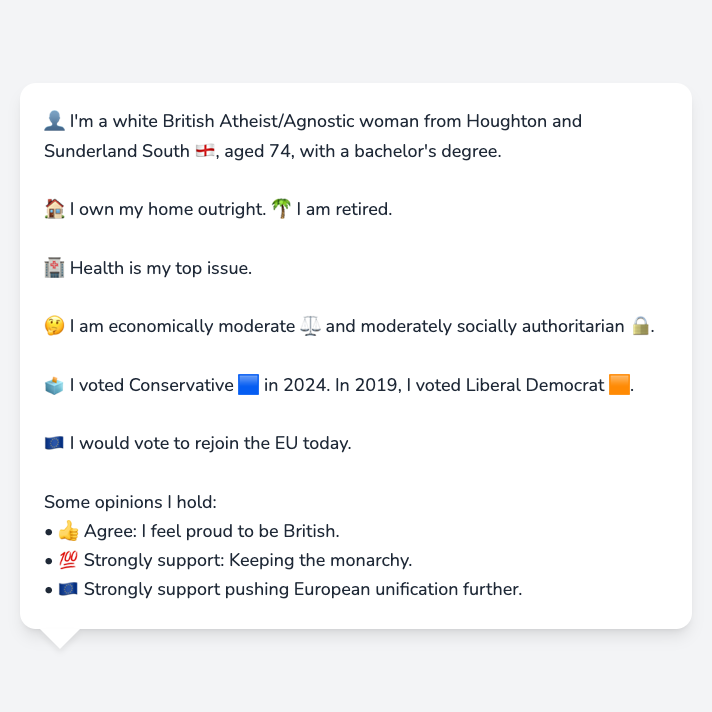 👤 I'm a white British Atheist/Agnostic woman from Houghton and
Sunderland South 🏴󠁧󠁢󠁥󠁮󠁧󠁿, aged 74, with a bachelor's degree.
🏠 I own my home outright. 🌴 I am retired.
🏥 Health is my top issue.
🤔 I am economically moderate ⚖️ and moderately socially authoritarian 🔒.
🗳️ I voted Conservative 🟦 in 2024. In 2019, I voted Liberal Democrat 🟧.
🇪🇺 I would vote to rejoin the EU today.
Some opinions I hold:
• 👍 Agree: I feel proud to be British.
• 💯 Strongly support: Keeping the monarchy.
• 🇪🇺 Strongly support pushing European unification further.